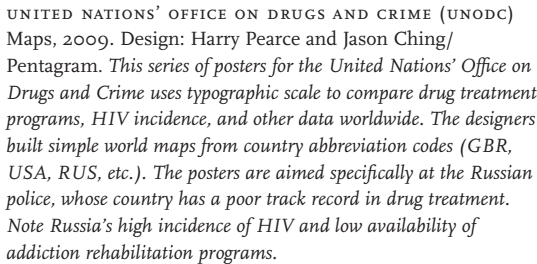 UNITED NATIONS’ OFFICE ON DRUGS AND CRIME (UNODC)
Maps, 2009. Design: Harry Pearce and Jason Ching/
Pentagram. This series of posters for the United Nations’ Office on
Drugs and Crime uses typographic scale to compare drug treatment
programs, HIV incidence, and other data worldwide. The designers
built simple world maps from country abbreviation codes (GBR,
USA, RUS, etc.). The posters are aimed specifically at the Russian
police, whose country has a poor track record in drug treatment.
Note Russia’s high incidence of HIV and low availability of
addiction rehabilitation programs.